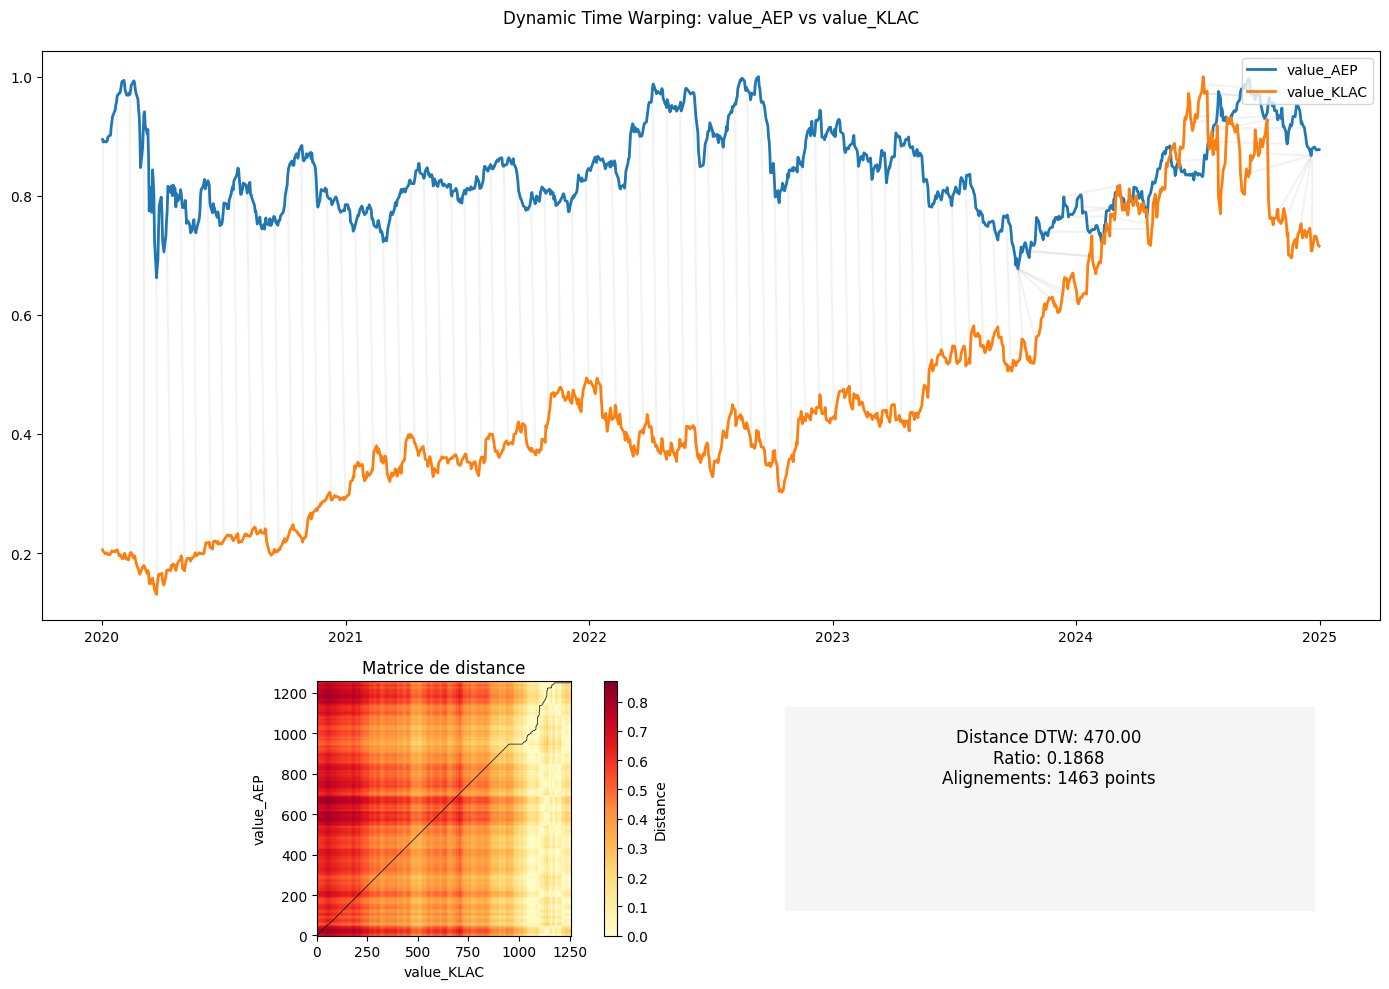 Dynamic Time Warping: value_AEP vs value_KLAC
value_AEP
value_KLAC
1.0
0.8
0.6
0.4
0.2
2020 2021 2022 2023 2024 2025
Matrice de distance
1200
1000
800
600
400
200
0
value_AEP
0 250 500 750 1000 1250
value_KLAC
0.8
0.7
0.6
0.5
0.4
0.3
0.2
0.1
0.0
Distance
Distance DTW: 470.00
Ratio: 0.1868
Alignements: 1463 points